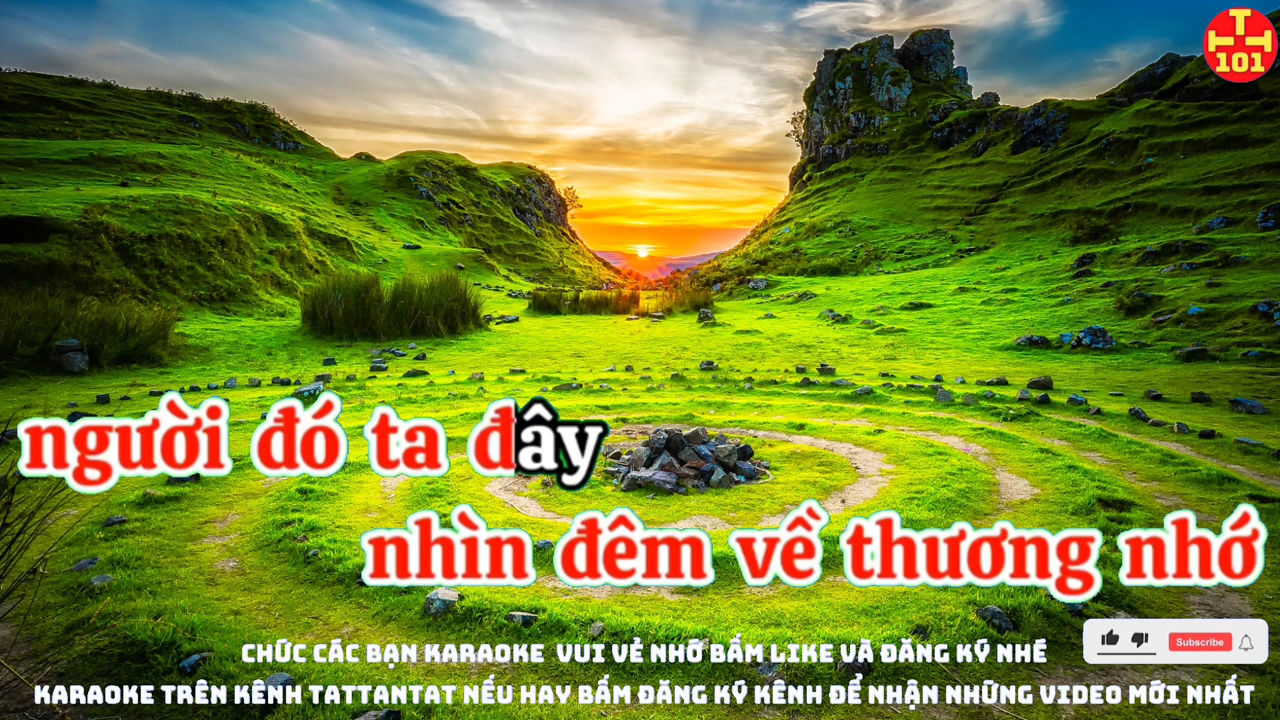 TTH
101
người đó ta đây
nhìn đêm về thương nhớ
Subscribe
CHÚC CÁC BẠN KARAOKE VUI VẺ NHỚ BẤM LIKE VÀ ĐĂNG KÝ NHÉ
KARAOKE TRÊN KÊNH TATTANTAT NẾU HAY BẤM ĐĂNG KÝ KÊNH ĐỂ NHẬN NHỮNG VIDEO MỚI NHẤT